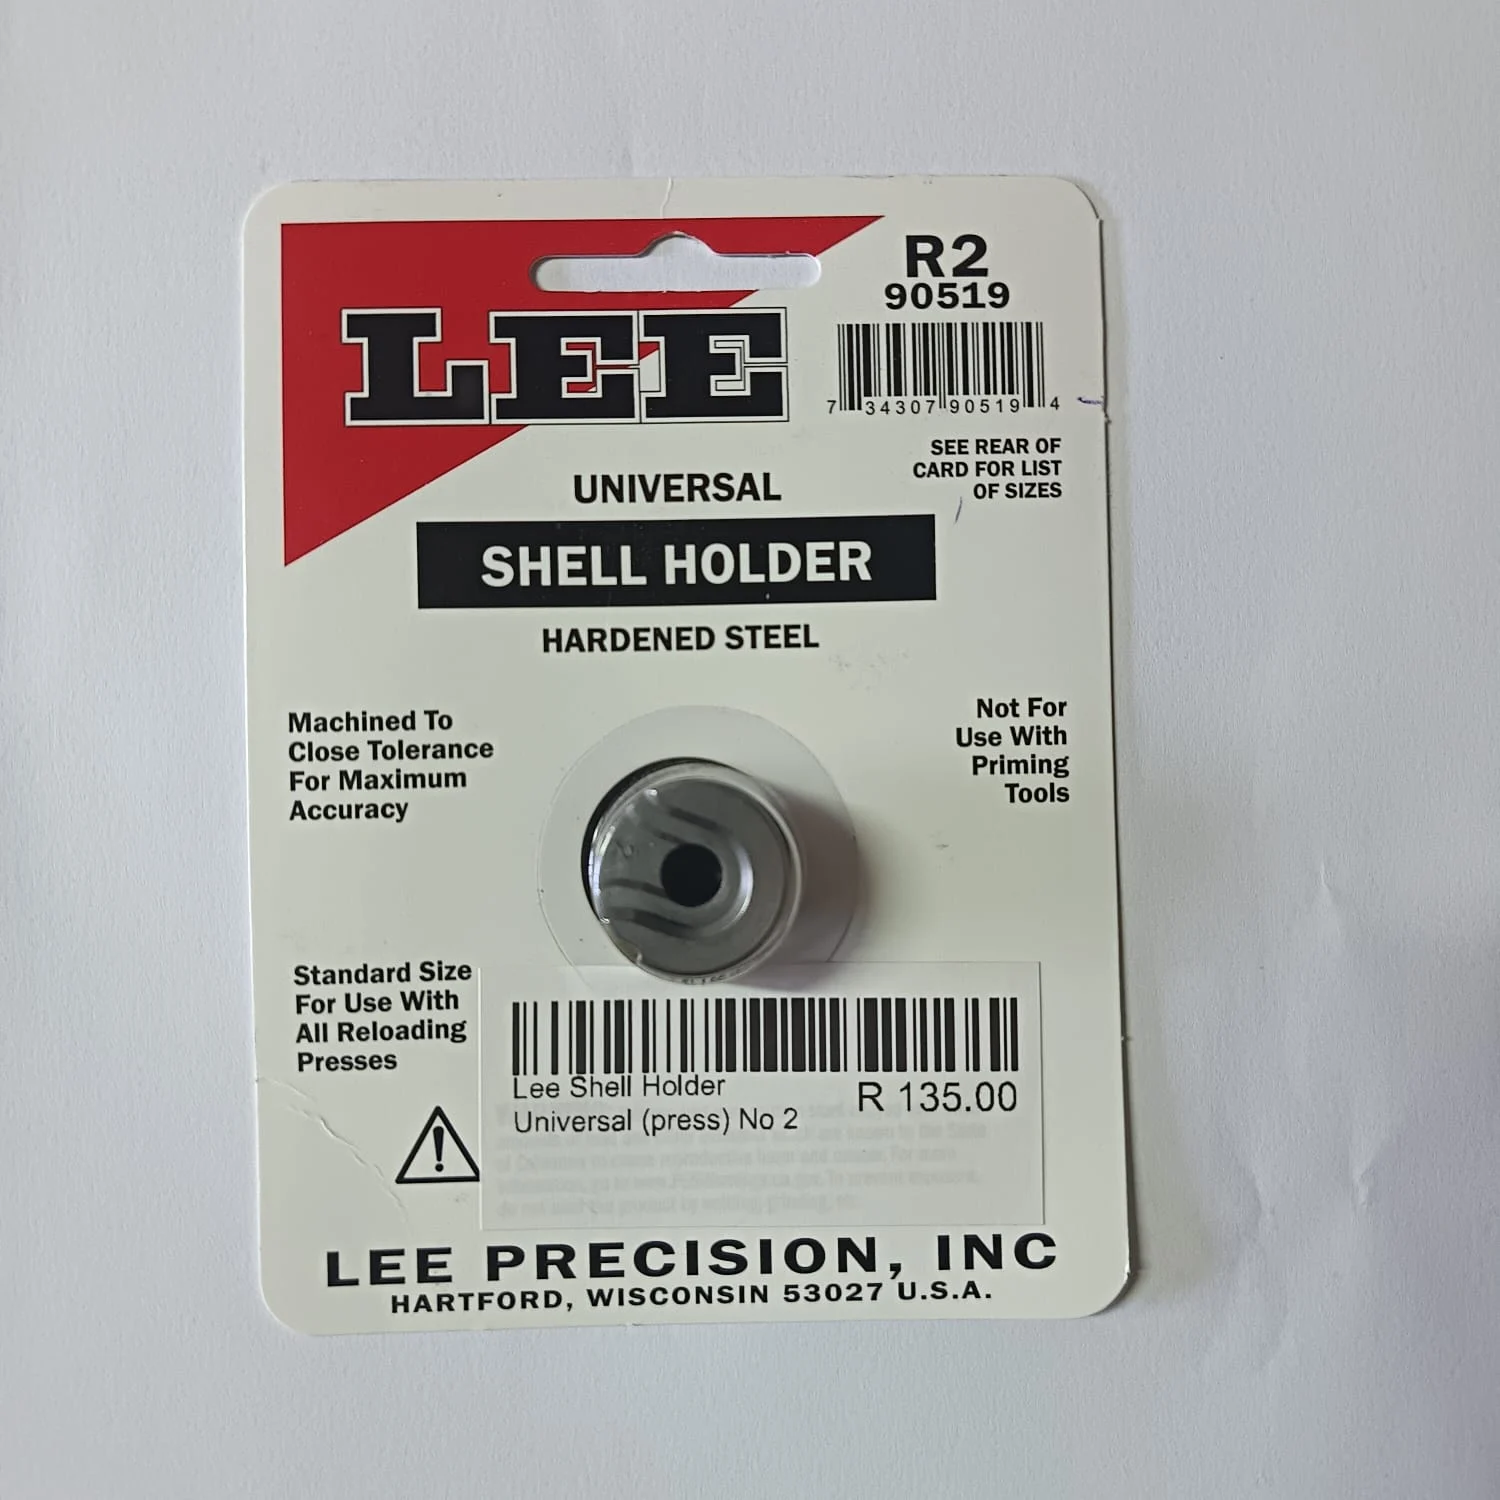 LEE
R2
90519
7 34307 90519 4
SEE REAR OF
CARD FOR LIST
OF SIZES
UNIVERSAL
SHELL HOLDER
HARDENED STEEL
Machined To
Close Tolerance
For Maximum
Accuracy
Not For
Use With
Priming
Tools
Standard Size
For Use With
All Reloading
Presses
Lee Shell Holder
Universal (press) No 2
R 135.00
LEE PRECISION, INC
HARTFORD, WISCONSIN 53027 U.S.A.